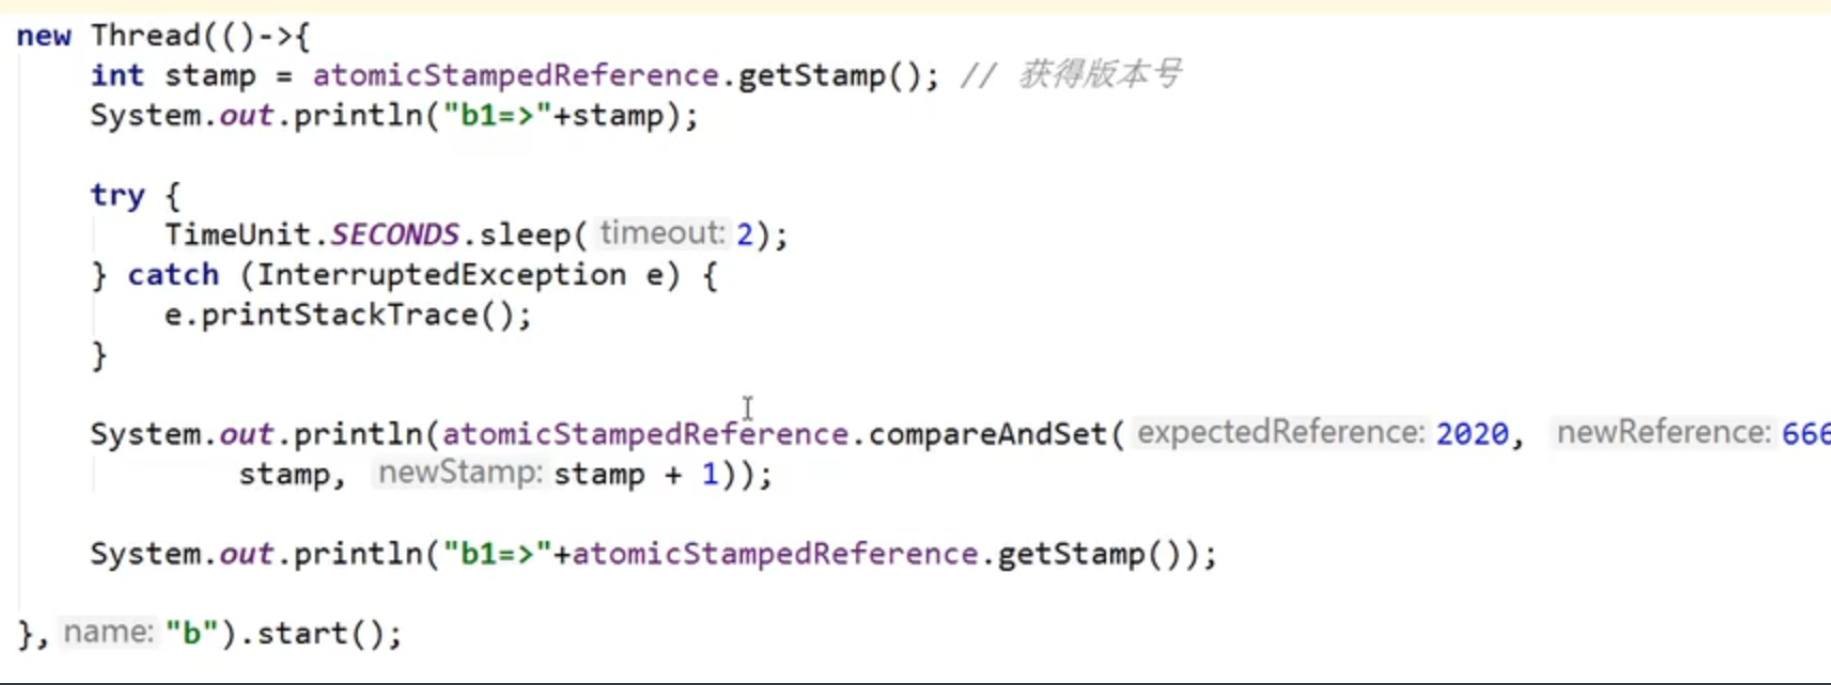 new Thread(()->{
int stamp = atomicStampedReference.getStamp(); // 获得版本号
System.out.println("b1=>"+stamp);
try {
TimeUnit.SECONDS.sleep( timeout: 2);
} catch (InterruptedException e) {
e.printStackTrace();
}
System.out.println(atomicStampedReference.compareAndSet( expectedReference: 2020, newReference: 666
stamp, newStamp: stamp + 1));
System.out.println("b1=>"+atomicStampedReference.getStamp());
}, name: "b").start();